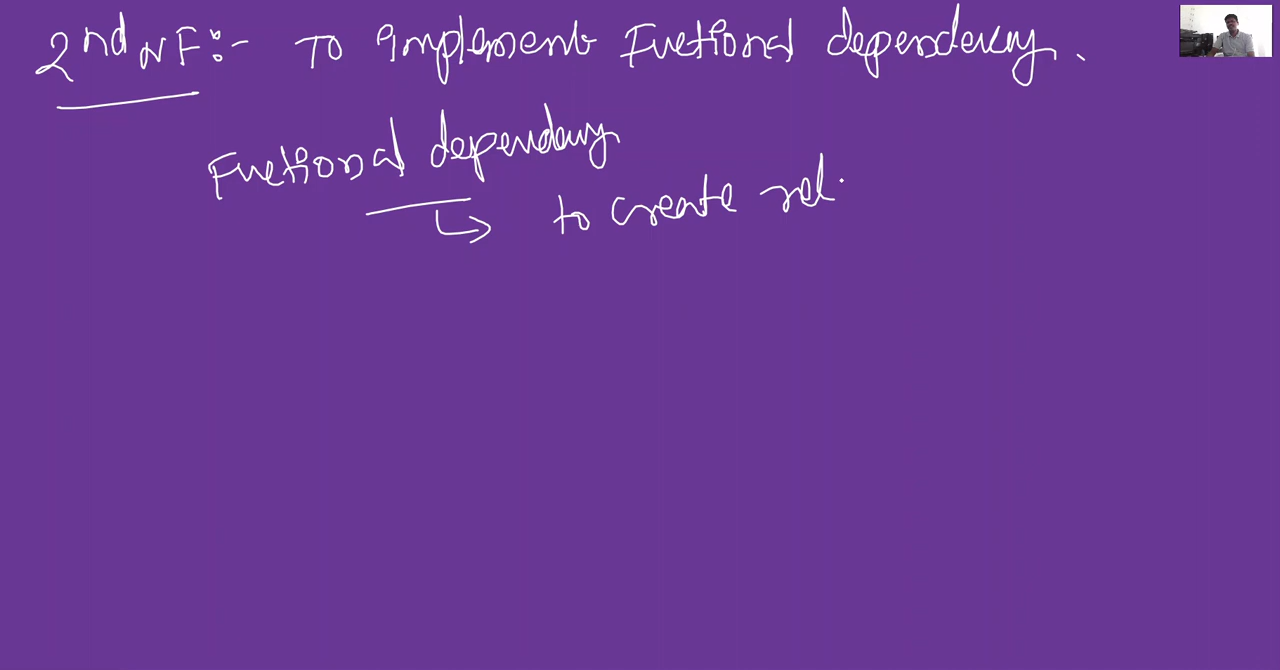 2nd NF:- To implement Fuctional dependency.
Fuctional dependency
↳ to create rel